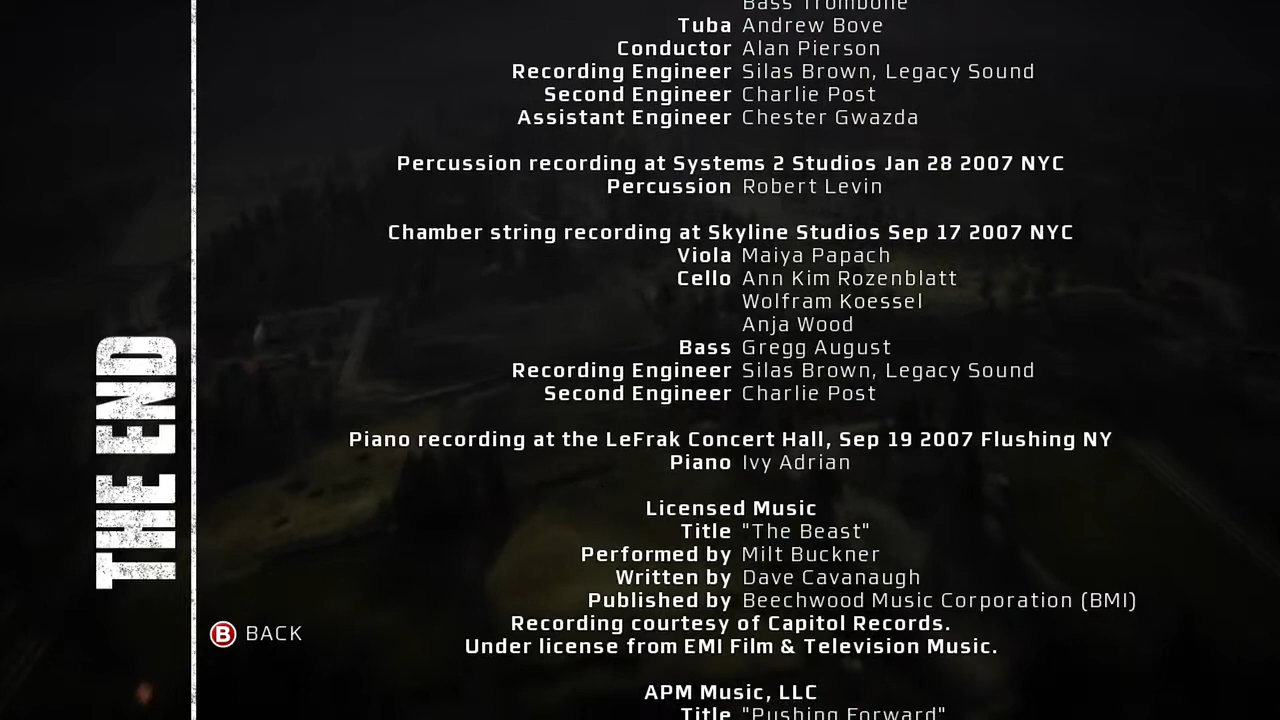 Bass Trombone
Tuba Andrew Bove
Conductor Alan Pierson
Recording Engineer Silas Brown, Legacy Sound
Second Engineer Charlie Post
Assistant Engineer Chester Gwazda
Percussion recording at Systems 2 Studios Jan 28 2007 NYC
Percussion Robert Levin
Chamber string recording at Skyline Studios Sep 17 2007 NYC
Viola Maiya Papach
Cello Ann Kim Rozenblatt
Wolfram Koessel
Anja Wood
Bass Gregg August
Recording Engineer Silas Brown, Legacy Sound
Second Engineer Charlie Post
Piano recording at the LeFrak Concert Hall, Sep 19 2007 Flushing NY
Piano Ivy Adrian
Licensed Music
Title "The Beast"
Performed by Milt Buckner
Written by Dave Cavanaugh
Published by Beechwood Music Corporation (BMI)
Recording courtesy of Capitol Records.
Under license from EMI Film & Television Music.
APM Music, LLC
Title "Pushing Forward"
THE END
B BACK